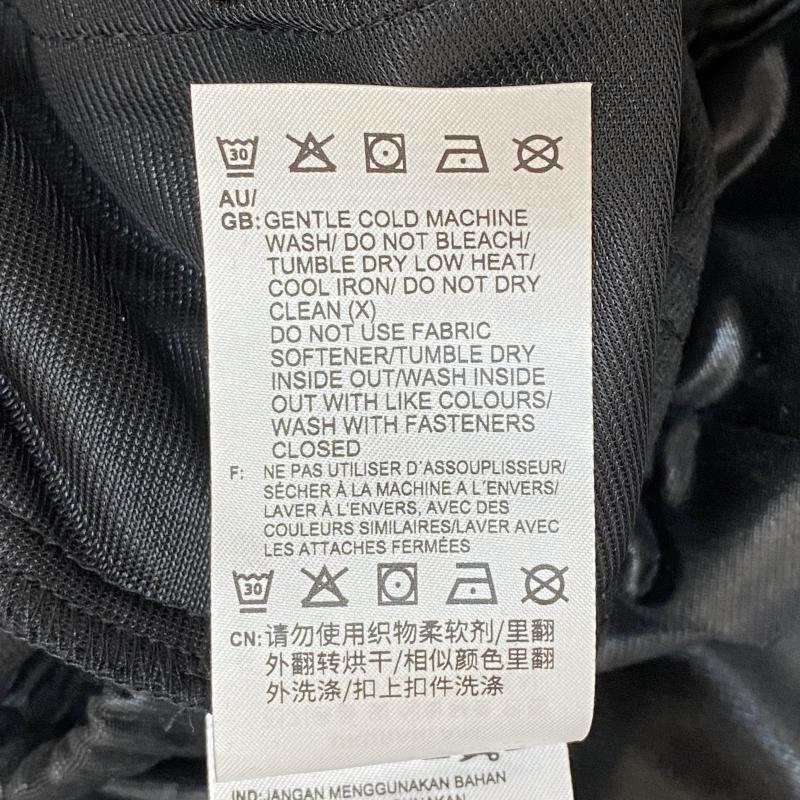 30
AU/
GB: GENTLE COLD MACHINE
WASH/ DO NOT BLEACH/
TUMBLE DRY LOW HEAT/
COOL IRON/ DO NOT DRY
CLEAN (X)
DO NOT USE FABRIC
SOFTENER/TUMBLE DRY
INSIDE OUT/WASH INSIDE
OUT WITH LIKE COLOURS/
WASH WITH FASTENERS
CLOSED
F: NE PAS UTILISER D´ASSOUPLISSEUR/
SÉCHER À LA MACHINE A L´ENVERS/
LAVER À L´ENVERS, AVEC DES
COULEURS SIMILAIRES/LAVER AVEC
LES ATTACHES FERMÉES
30
CN: 请勿使用织物柔软剂/里翻
外翻转烘干/相似颜色里翻
外洗涤/扣上扣件洗涤
IND: JANGAN MENGGUNAKAN BAHAN